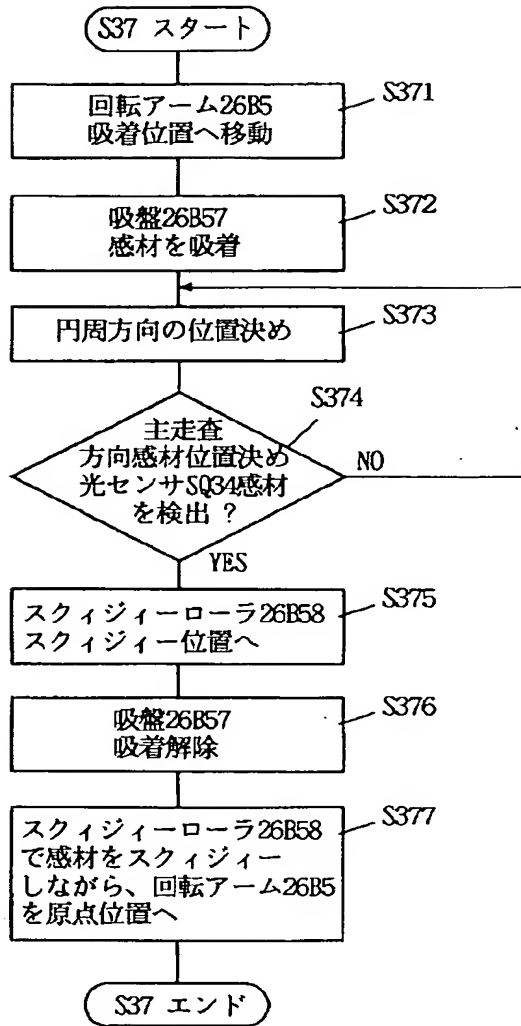 S37 スタート
S371
回転アーム26B5
吸着位置へ移動
S372
吸盤26B57
感材を吸着
S373
円周方向の位置決め
S374
主走査
方向感材位置決め
光センサSQ34感材
を検出 ?
NO
YES
S375
スクィジィーローラ26B58
スクィジィー位置へ
S376
吸盤26B57
吸着解除
S377
スクィジィーローラ26B58
で感材をスクィジィー
しながら、回転アーム26B5
を原点位置へ
S37 エンド